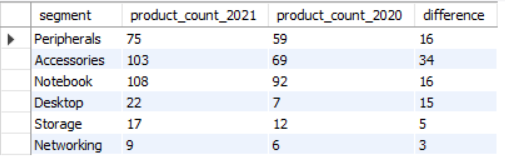 segment product_count_2021 product_count_2020 difference
Peripherals 75 59 16
Accessories 103 69 34
Notebook 108 92 16
Desktop 22 7 15
Storage 17 12 5
Networking 9 6 3